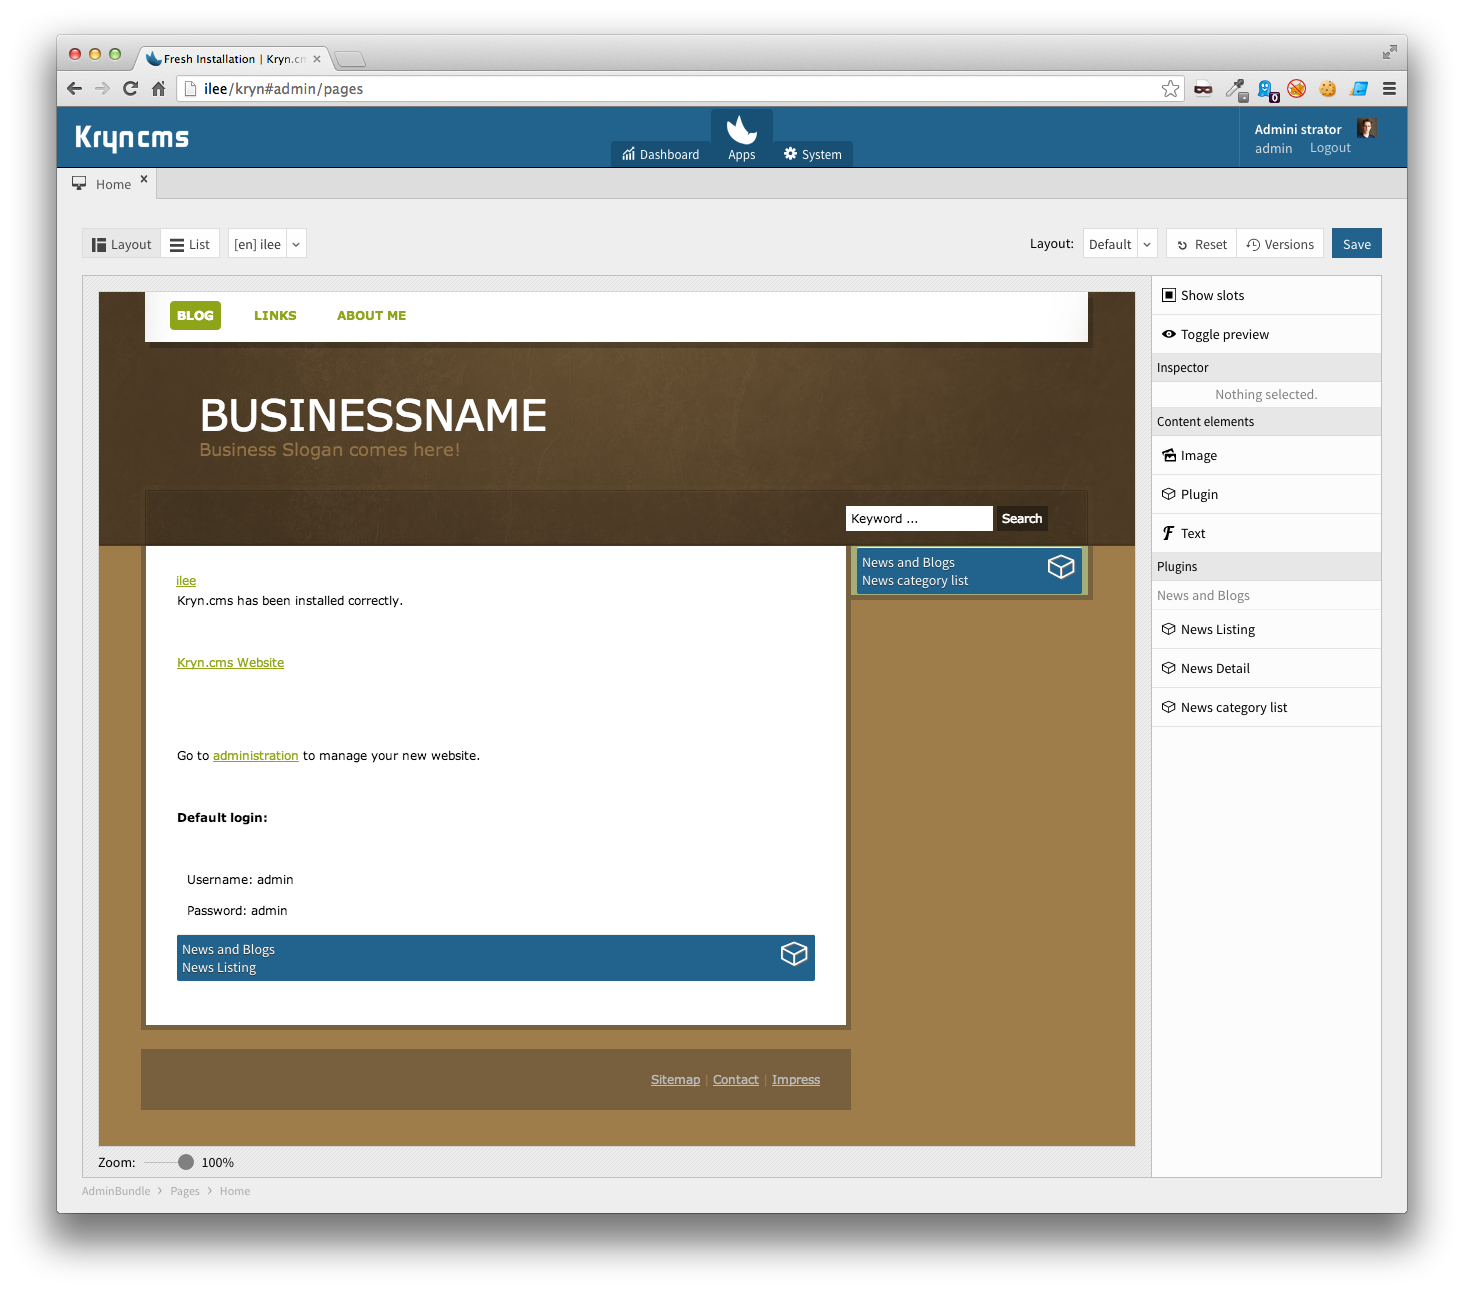 Fresh Installation | Kryn.cm
ilee/kryn#admin/pages
Kryncms
Dashboard
Apps
System
Admini strator
admin
Logout
Home
Layout
List
[en] ilee
Layout:
Default
Reset
Versions
Save
BLOG
LINKS
ABOUT ME
BUSINESSNAME
Business Slogan comes here!
Keyword ...
Search
ilee
Kryn.cms has been installed correctly.
Kryn.cms Website
Go to administration to manage your new website.
Default login:
Username: admin
Password: admin
News and Blogs
News Listing
News and Blogs
News category list
Sitemap | Contact | Impress
Show slots
Toggle preview
Inspector
Nothing selected.
Content elements
Image
Plugin
Text
Plugins
News and Blogs
News Listing
News Detail
News category list
Zoom:
100%
AdminBundle > Pages > Home